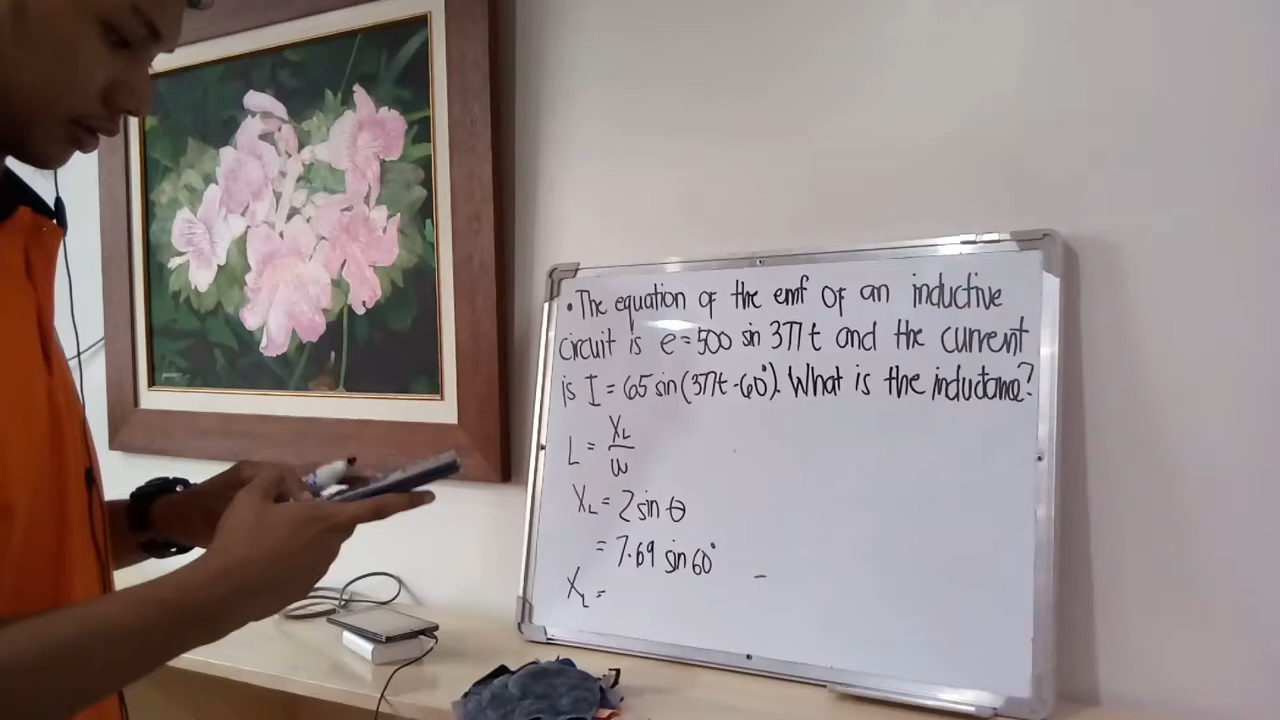 • The equation of the emf of an inductive
circuit is e = 500 sin 377 t and the current
is I = 65 sin (377t - 60°). What is the inductance?
L = XL / ω
XL = Z sin θ
= 7.69 sin 60°
XL =